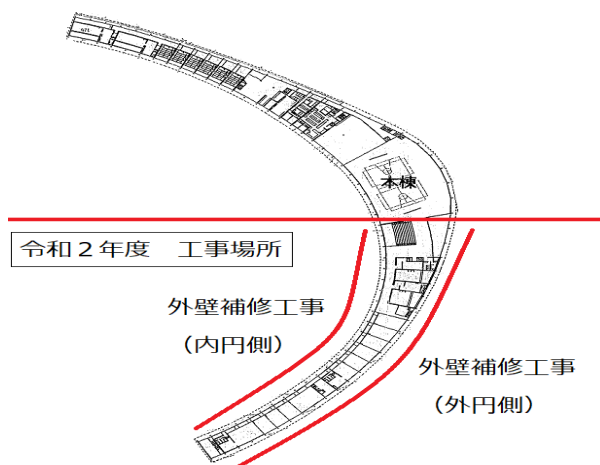 本棟
令和２年度　工事場所
外壁補修工事
（内円側）
外壁補修工事
（外円側）